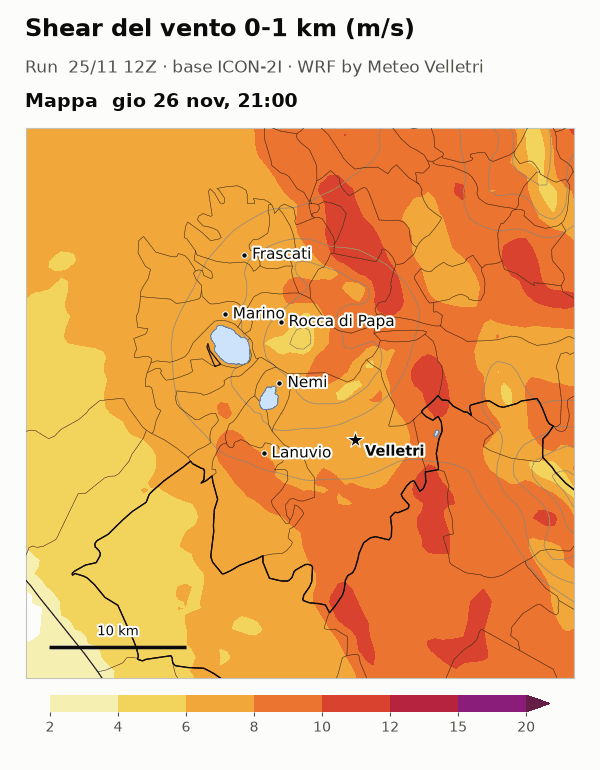 Shear del vento 0-1 km (m/s)
Run  25/11 12Z · base ICON-2I · WRF by Meteo Velletri
Mappa  gio 26 nov, 21:00
Frascati
Marino
Rocca di Papa
Nemi
Velletri
Lanuvio
10 km
2 4 6 8 10 12 15 20